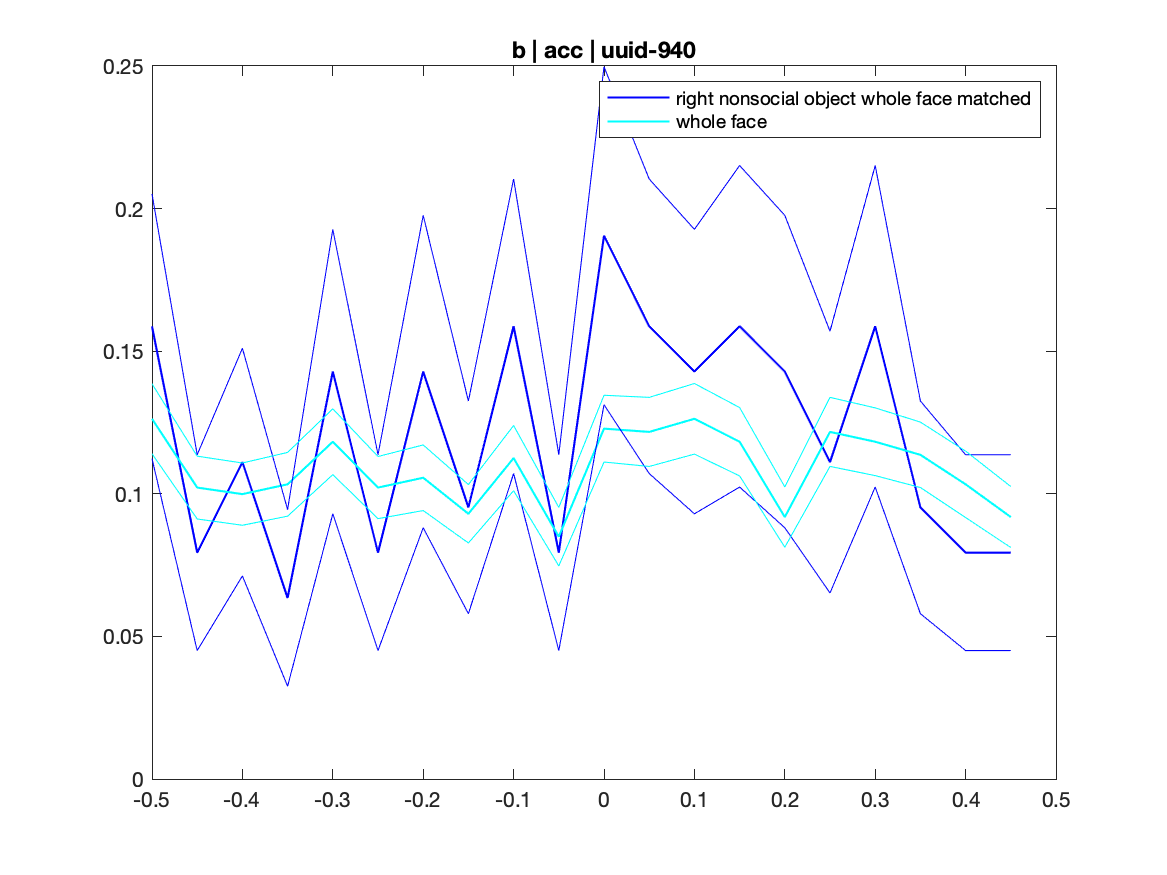 b | acc | uuid-940
0.25
right nonsocial object whole face matched
whole face
0.2
0.15
0.1
0.05
0
-0.5 -0.4 -0.3 -0.2 -0.1 0 0.1 0.2 0.3 0.4 0.5